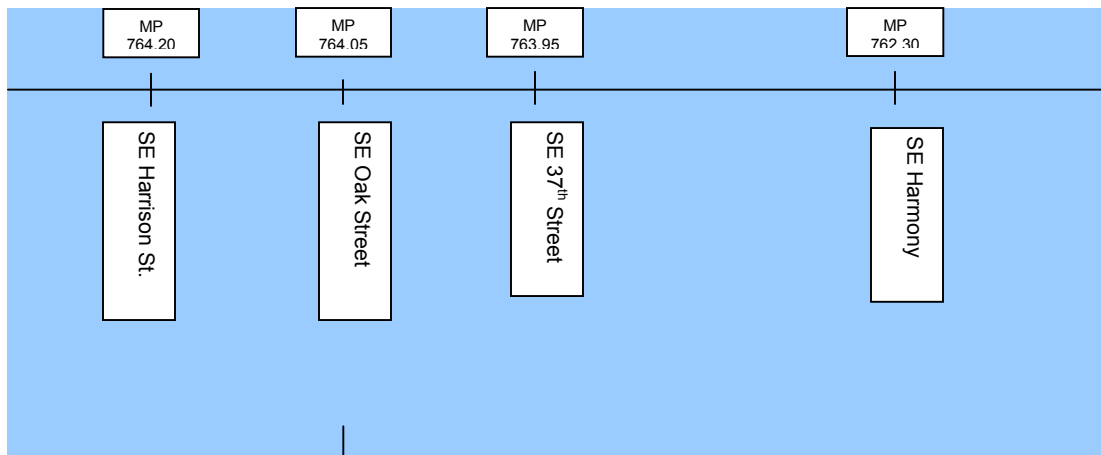 MP
764.20
MP
764.05
MP
763.95
MP
762.30
SE Harrison St.
SE Oak Street
SE 37th Street
SE Harmony